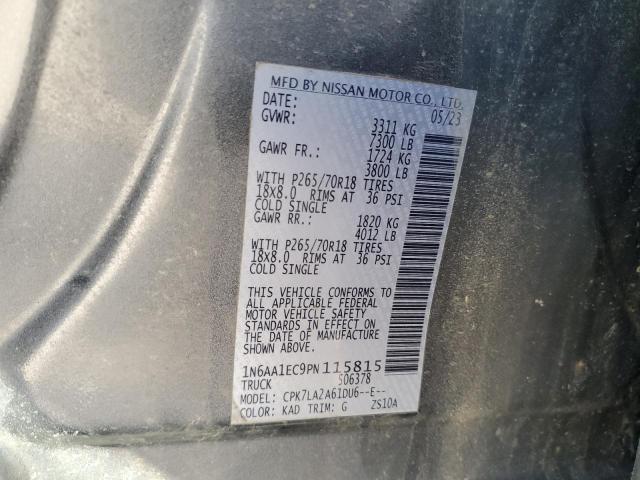 MFD BY NISSAN MOTOR CO., LTD.
DATE: 05/23
GVWR: 3311 KG
7300 LB
GAWR FR.: 1724 KG
3800 LB
WITH P265/70R18 TIRES
18X8.0 RIMS AT 36 PSI
COLD SINGLE
GAWR RR.: 1820 KG
4012 LB
WITH P265/70R18 TIRES
18X8.0 RIMS AT 36 PSI
COLD SINGLE
THIS VEHICLE CONFORMS TO
ALL APPLICABLE FEDERAL
MOTOR VEHICLE SAFETY
STANDARDS IN EFFECT ON
THE DATE OF MANUFACTURE
SHOWN ABOVE.
1N6AA1EC9PN115815
TRUCK 506378
MODEL: CPK7LA2A61DU6--E--
COLOR: KAD TRIM: G ZS10A